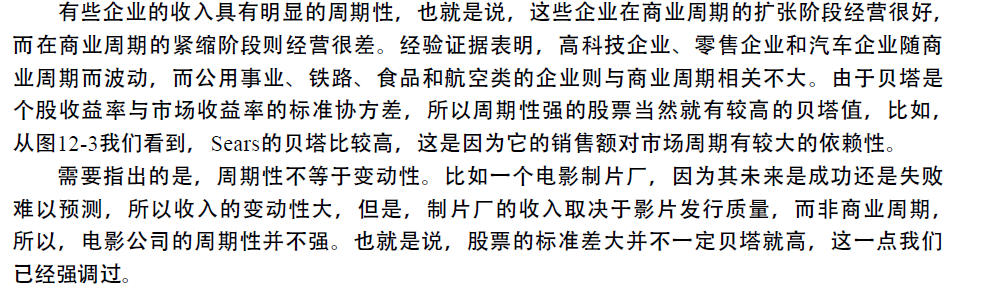 有些企业的收入具有明显的周期性，也就是说，这些企业在商业周期的扩张阶段经营很好，
而在商业周期的紧缩阶段则经营很差。经验证据表明，高科技企业、零售企业和汽车企业随商
业周期而波动，而公用事业、铁路、食品和航空类的企业则与商业周期相关不大。由于贝塔是
个股收益率与市场收益率的标准协方差，所以周期性强的股票当然就有较高的贝塔值，比如，
从图12-3我们看到，Sears的贝塔比较高，这是因为它的销售额对市场周期有较大的依赖性。
需要指出的是，周期性不等于变动性。比如一个电影制片厂，因为其未来是成功还是失败
难以预测，所以收入的变动性大，但是，制片厂的收入取决于影片发行质量，而非商业周期，
所以，电影公司的周期性并不强。也就是说，股票的标准差大并不一定贝塔就高，这一点我们
已经强调过。